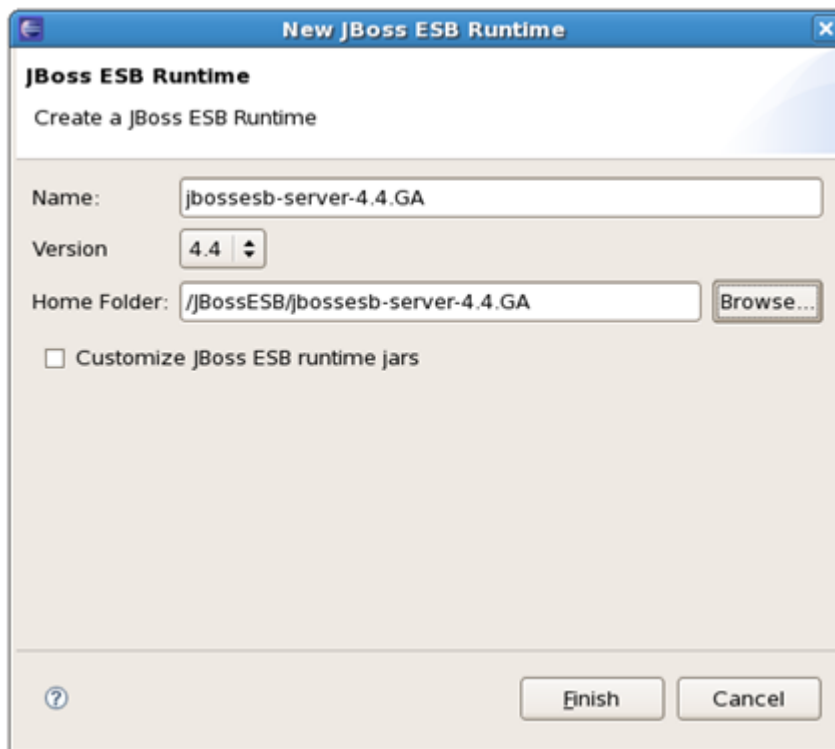 New JBoss ESB Runtime
JBoss ESB Runtime
Create a JBoss ESB Runtime
Name: jbossesb-server-4.4.GA
Version 4.4
Home Folder: /JBossESB/jbossesb-server-4.4.GA Browse...
Customize JBoss ESB runtime jars
? Finish Cancel